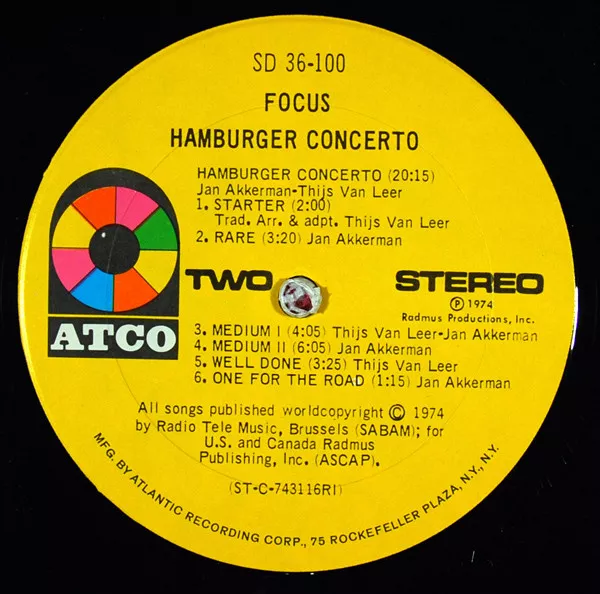 SD 36-100
FOCUS
HAMBURGER CONCERTO
HAMBURGER CONCERTO (20:15)
Jan Akkerman-Thijs Van Leer
1. STARTER (2:00)
Trad. Arr. & adpt. Thijs Van Leer
2. RARE (3:20) Jan Akkerman
TWO
STEREO
Ⓟ 1974
Radmus Productions, Inc.
ATCO
3. MEDIUM I (4:05) Thijs Van Leer-Jan Akkerman
4. MEDIUM II (6:05) Jan Akkerman
5. WELL DONE (3:25) Thijs Van Leer
6. ONE FOR THE ROAD (1:15) Jan Akkerman
All songs published worldcopyright © 1974
by Radio Tele Music, Brussels (SABAM); for
U.S. and Canada Radmus
Publishing, Inc. (ASCAP).
(ST-C-743116RI)
MFG. BY ATLANTIC RECORDING CORP., 75 ROCKEFELLER PLAZA, N.Y., N.Y.